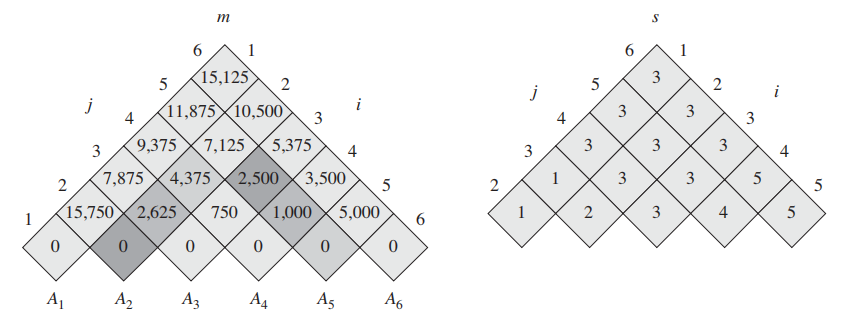 m
6 1
5 15,125 2
j 4 11,875 10,500 3 i
3 9,375 7,125 5,375 4
2 7,875 4,375 2,500 3,500 5
1 15,750 2,625 750 1,000 5,000 6
0 0 0 0 0 0
A1 A2 A3 A4 A5 A6
s
6 1
5 3 2
j 4 3 3 3 i
3 3 3 3 4
2 1 3 3 5 5
1 2 3 4 5